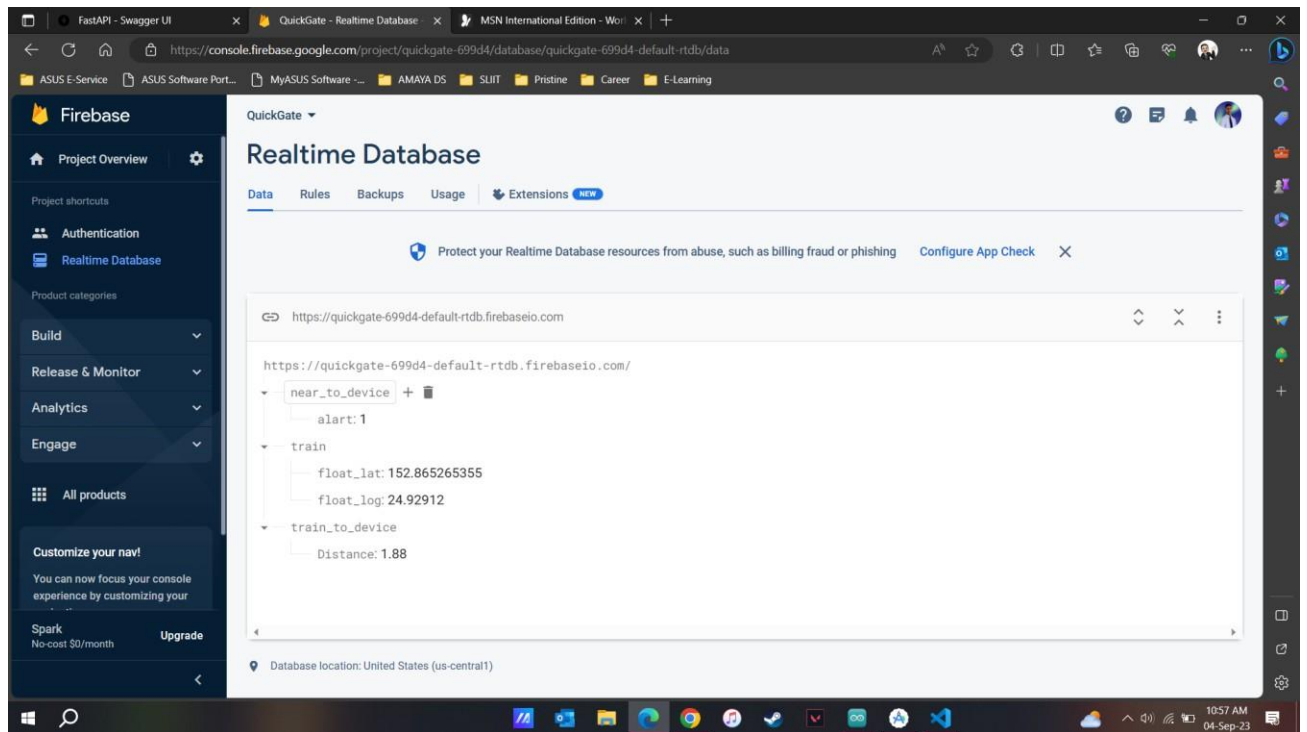 FastAPI - Swagger UI
QuickGate - Realtime Database -
MSN International Edition - Worl
https://console.firebase.google.com/project/quickgate-699d4/database/quickgate-699d4-default-rtdb/data
ASUS E-Service
ASUS Software Port...
MyASUS Software -...
AMAYA DS
SLIIT
Pristine
Career
E-Learning
Firebase
Project Overview
Project shortcuts
Authentication
Realtime Database
Product categories
Build
Release & Monitor
Analytics
Engage
All products
Customize your nav!
You can now focus your console
experience by customizing your
Spark
No-cost $0/month
Upgrade
QuickGate
Realtime Database
Data
Rules
Backups
Usage
Extensions
NEW
Protect your Realtime Database resources from abuse, such as billing fraud or phishing
Configure App Check
https://quickgate-699d4-default-rtdb.firebaseio.com
https://quickgate-699d4-default-rtdb.firebaseio.com/
near_to_device
alart: 1
train
float_lat: 152.865265355
float_log: 24.92912
train_to_device
Distance: 1.88
Database location: United States (us-central1)
10:57 AM
04-Sep-23